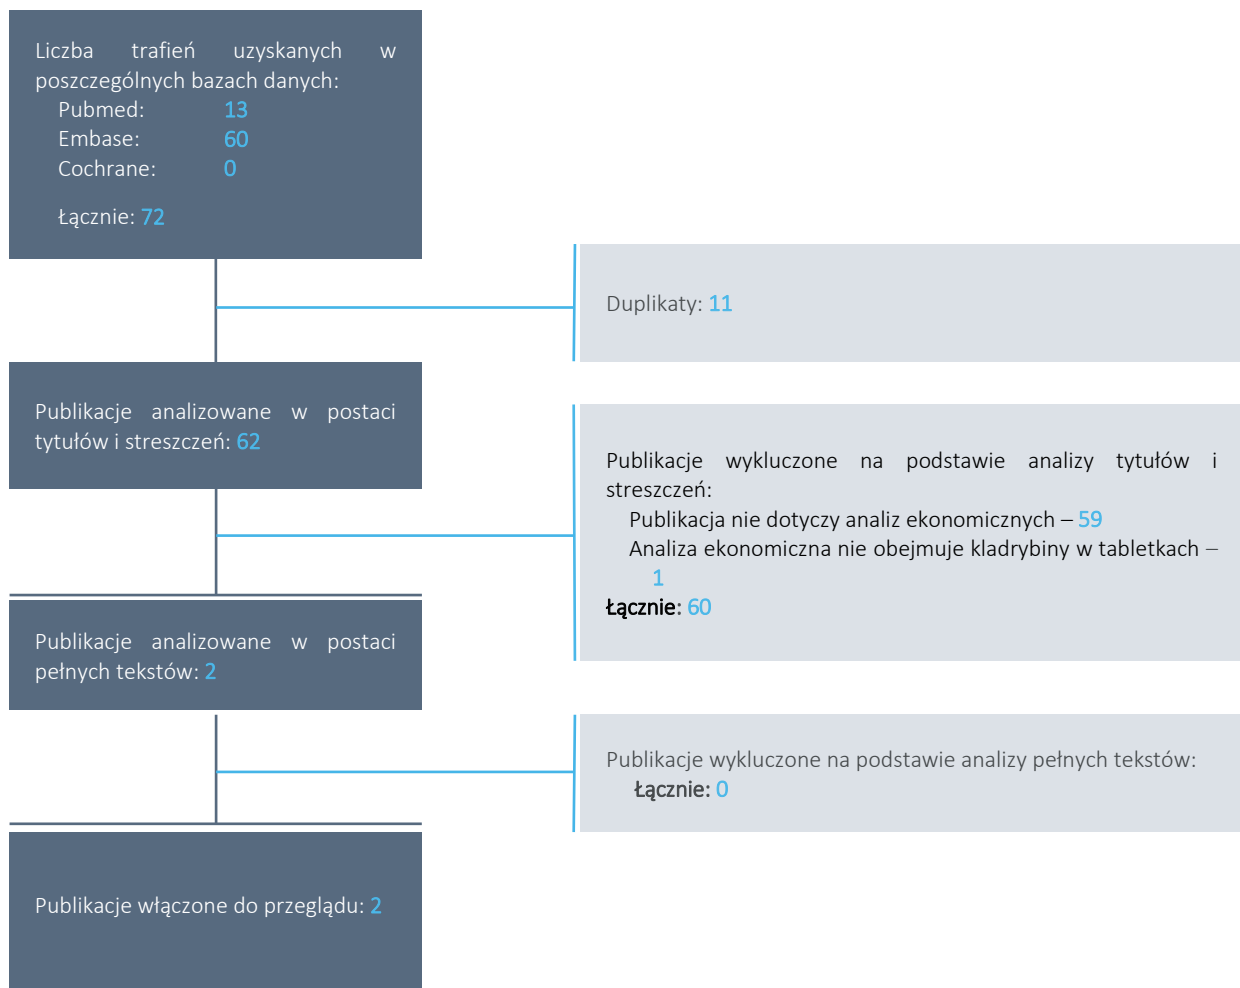 Liczba trafień uzyskanych w
poszczególnych bazach danych:
Pubmed: 13
Embase: 60
Cochrane: 0
Łącznie: 72
Duplikaty: 11
Publikacje analizowane w postaci
tytułów i streszczeń: 62
Publikacje wykluczone na podstawie analizy tytułów i
streszczeń:
Publikacja nie dotyczy analiz ekonomicznych – 59
Analiza ekonomiczna nie obejmuje kladrybiny w tabletkach –
1
Łącznie: 60
Publikacje analizowane w postaci
pełnych tekstów: 2
Publikacje wykluczone na podstawie analizy pełnych tekstów:
Łącznie: 0
Publikacje włączone do przeglądu: 2